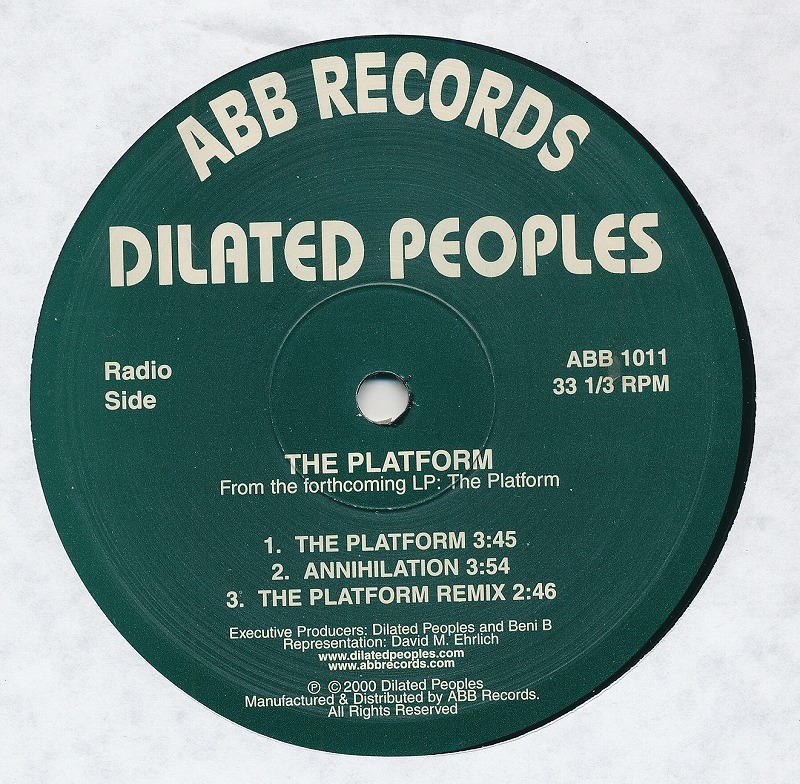 ABB RECORDS
DILATED PEOPLES
Radio
Side
ABB 1011
33 1/3 RPM
THE PLATFORM
From the forthcoming LP: The Platform
1. THE PLATFORM 3:45
2. ANNIHILATION 3:54
3. THE PLATFORM REMIX 2:46
Executive Producers: Dilated Peoples and Beni B
Representation: David M. Ehrlich
www.dilatedpeoples.com
www.abbrecords.com
℗ ©2000 Dilated Peoples
Manufactured & Distributed by ABB Records.
All Rights Reserved